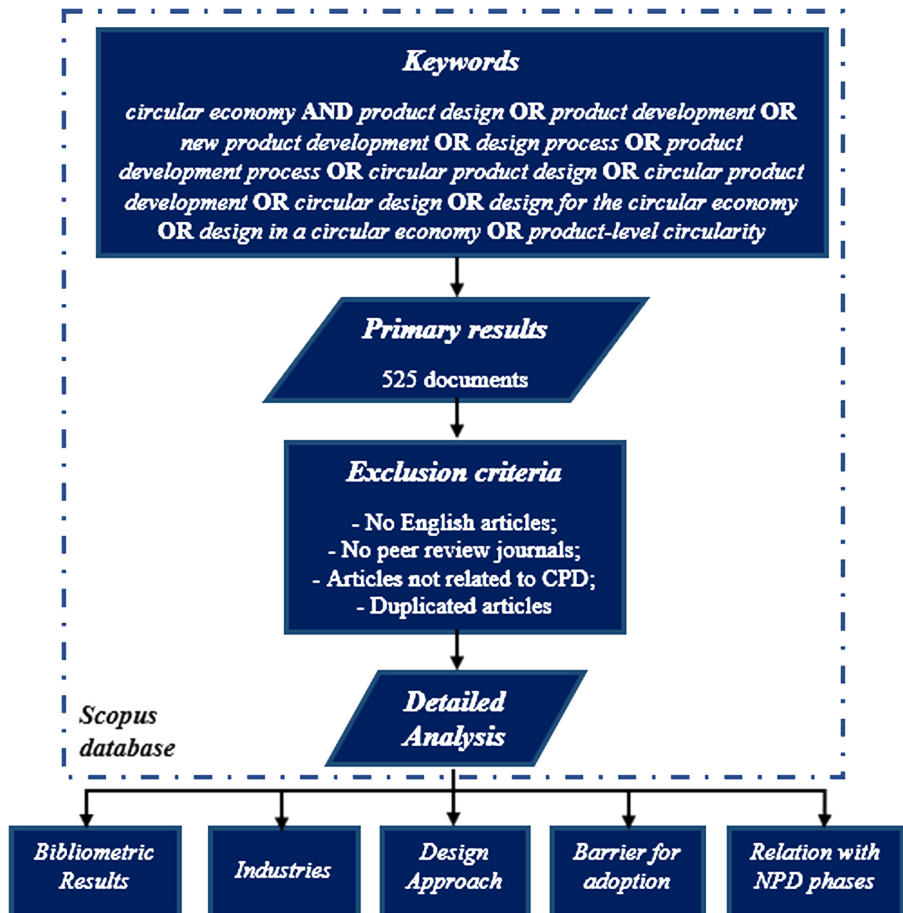 Keywords
circular economy AND product design OR product development OR
new product development OR design process OR product
development process OR circular product design OR circular product
development OR circular design OR design for the circular economy
OR design in a circular economy OR product-level circularity
Primary results
525 documents
Exclusion criteria
- No English articles;
- No peer review journals;
- Articles not related to CPD;
- Duplicated articles
Detailed
Analysis
Scopus
database
Bibliometric
Results
Industries
Design
Approach
Barrier for
adoption
Relation with
NPD phases